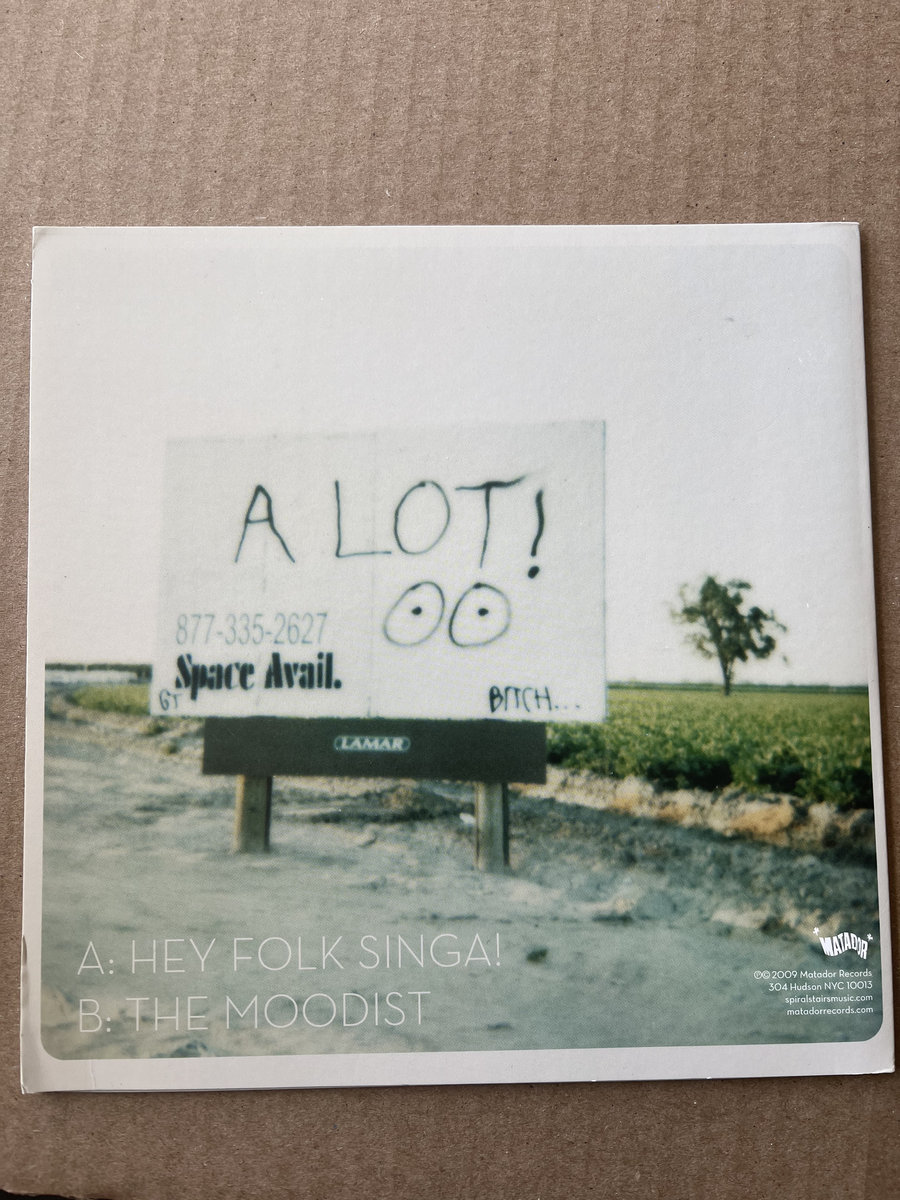 A LOT!
877-335-2627
Space Avail.
GT
BITCH...
LAMAR
A: HEY FOLK SINGA!
B: THE MOODIST
MATADOR
℗© 2009 Matador Records
304 Hudson NYC 10013
spiralstairsmusic.com
matadorrecords.com